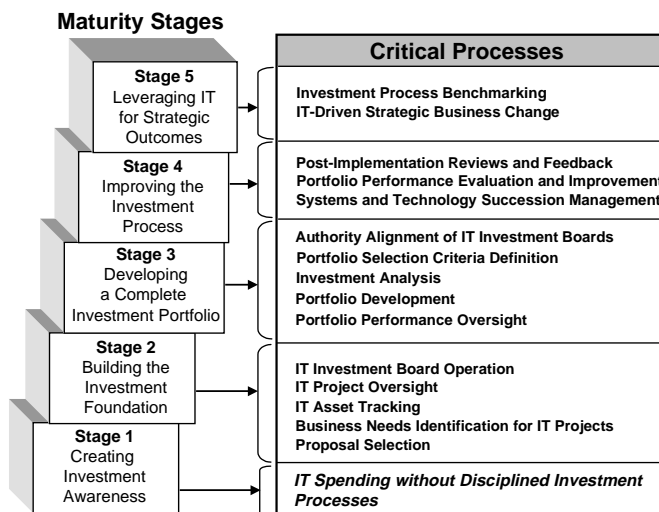 Maturity Stages
Critical Processes
Stage 5
Leveraging IT
for Strategic
Outcomes
Investment Process Benchmarking
IT-Driven Strategic Business Change
Stage 4
Improving the
Investment
Process
Post-Implementation Reviews and Feedback
Portfolio Performance Evaluation and Improvement
Systems and Technology Succession Management
Stage 3
Developing
a Complete
Investment Portfolio
Authority Alignment of IT Investment Boards
Portfolio Selection Criteria Definition
Investment Analysis
Portfolio Development
Portfolio Performance Oversight
Stage 2
Building the
Investment
Foundation
IT Investment Board Operation
IT Project Oversight
IT Asset Tracking
Business Needs Identification for IT Projects
Proposal Selection
Stage 1
Creating
Investment
Awareness
IT Spending without Disciplined Investment
Processes